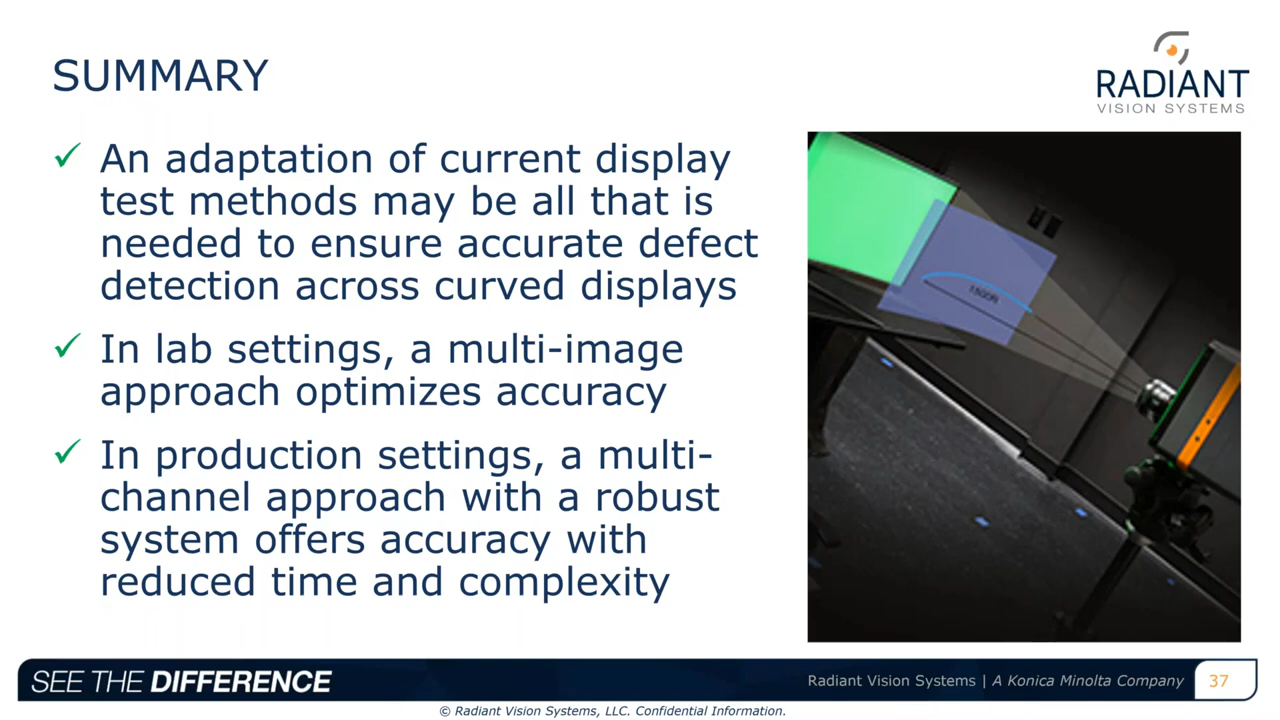 SUMMARY
RADIANT
VISION SYSTEMS
✓ An adaptation of current display
test methods may be all that is
needed to ensure accurate defect
detection across curved displays
✓ In lab settings, a multi-image
approach optimizes accuracy
✓ In production settings, a multi-
channel approach with a robust
system offers accuracy with
reduced time and complexity
1500R
SEE THE DIFFERENCE
Radiant Vision Systems | A Konica Minolta Company
37
© Radiant Vision Systems, LLC. Confidential Information.